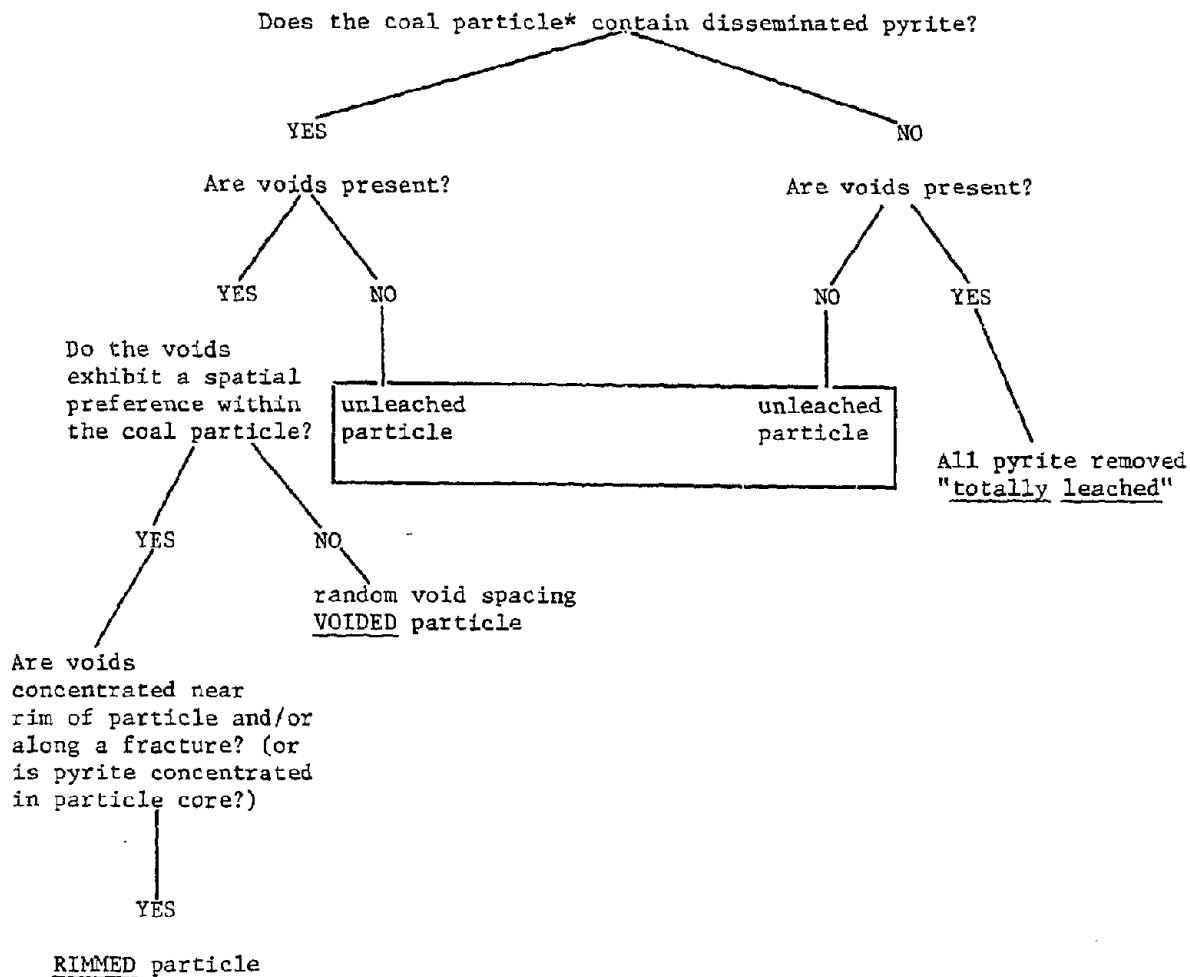 Does the coal particle* contain disseminated pyrite?
YES
NO
Are voids present?
Are voids present?
YES
NO
NO
YES
Do the voids
exhibit a spatial
preference within
the coal particle?
unleached
particle
unleached
particle
All pyrite removed
"totally leached"
YES
NO
random void spacing
VOIDED particle
Are voids
concentrated near
rim of particle and/or
along a fracture? (or
is pyrite concentrated
in particle core?)
YES
RIMMED particle